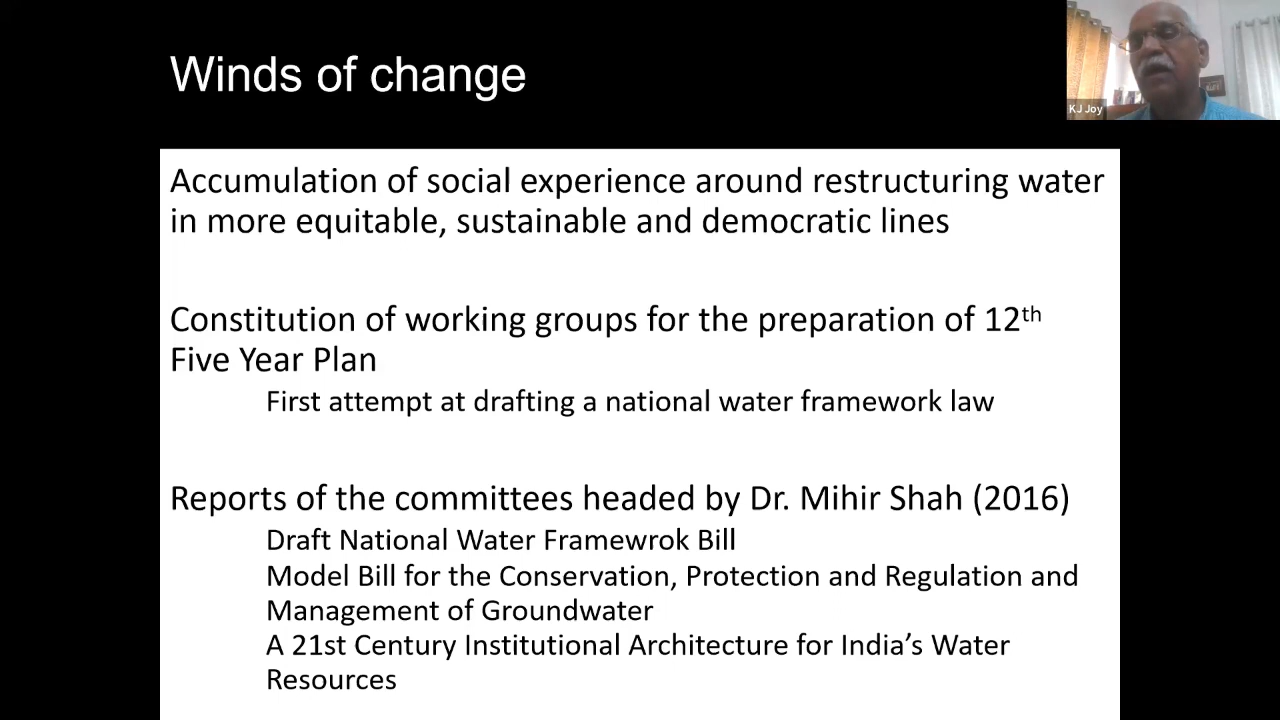 Winds of change
KJ Joy
Accumulation of social experience around restructuring water
in more equitable, sustainable and democratic lines
Constitution of working groups for the preparation of 12th
Five Year Plan
First attempt at drafting a national water framework law
Reports of the committees headed by Dr. Mihir Shah (2016)
Draft National Water Framewrok Bill
Model Bill for the Conservation, Protection and Regulation and
Management of Groundwater
A 21st Century Institutional Architecture for India’s Water
Resources